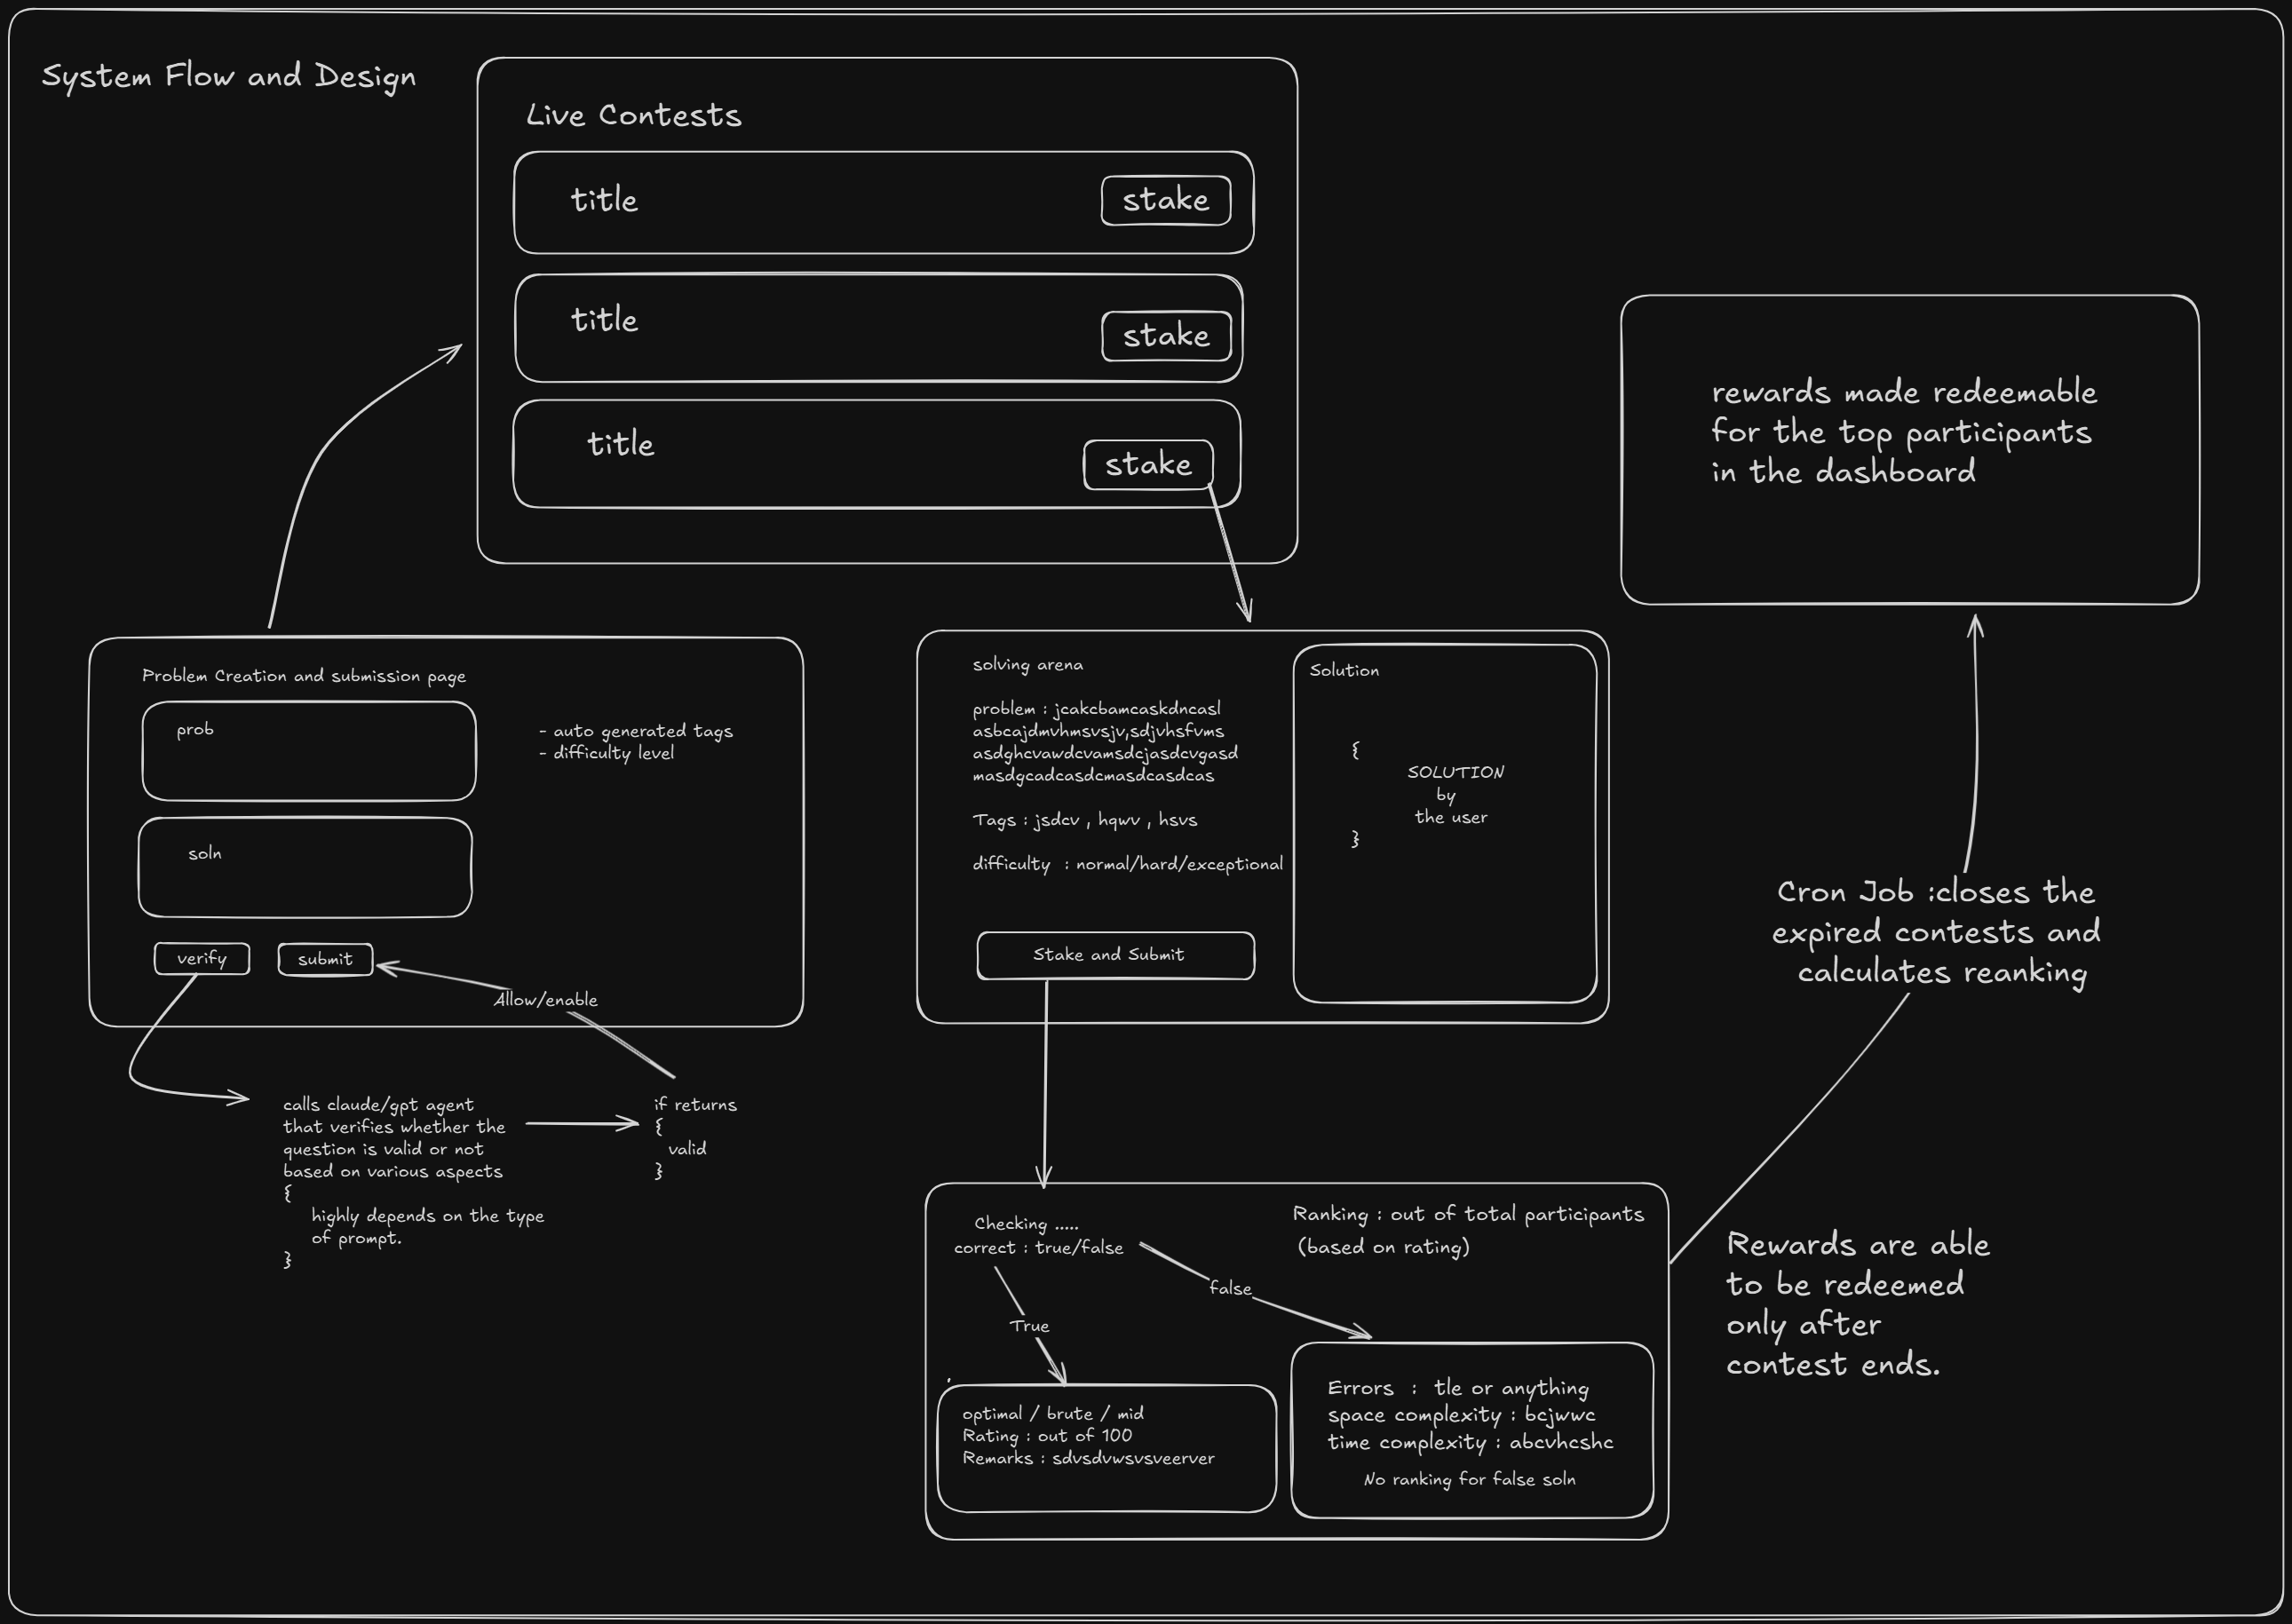 System Flow and Design
Live Contests
title
stake
title
stake
title
stake
rewards made redeemable
for the top participants
in the dashboard
Problem Creation and submission page
prob
- auto generated tags
- difficulty level
soln
verify
submit
Allow/enable
calls claude/gpt agent
that verifies whether the
question is valid or not
based on various aspects
{
highly depends on the type
of prompt.
}
if returns
{
valid
}
solving arena
problem : jcakcbamcaskdncasl
asbcajdmvhmsvsjv,sdjvhsfvms
asdghcvawdcvamsdcjasdcvgasd
masdgcadcasdcmasdcasdcas
Tags : jsdcv , hqwv , hsvs
difficulty : normal/hard/exceptional
Stake and Submit
Solution
{
SOLUTION
by
the user
}
Cron Job :closes the
expired contests and
calculates reanking
Checking .....
correct : true/false
Ranking : out of total participants
(based on rating)
false
True
optimal / brute / mid
Rating : out of 100
Remarks : sdvsdvwsvsveerver
Errors : tle or anything
space complexity : bcjwwc
time complexity : abcvhcshc
No ranking for false soln
Rewards are able
to be redeemed
only after
contest ends.